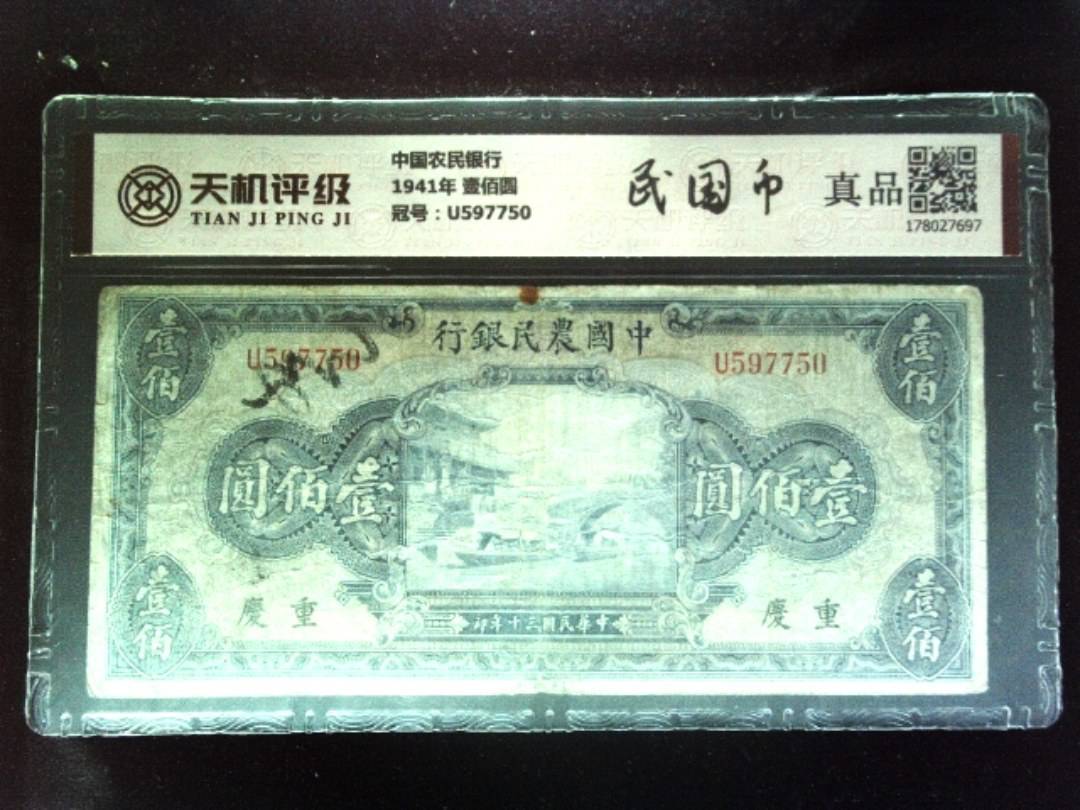 天机评级
TIAN JI PING JI
中国农民银行
1941年 壹佰圆
冠号：U597750
民国币
真品
178027697
中國農民銀行
壹佰
壹佰
U597750
U597750
壹佰圓
壹佰圓
壹佰
壹佰
重慶
重慶
中華民國三十年印